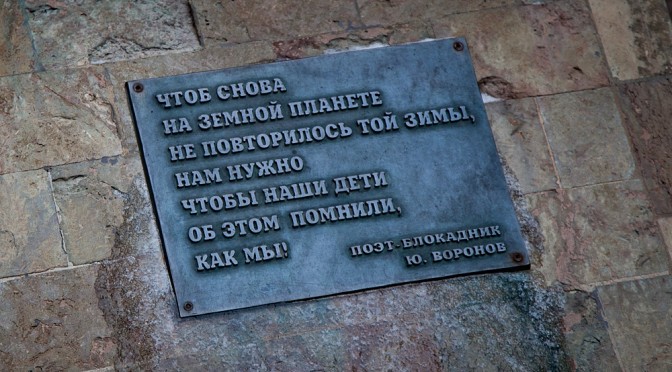 ЧТОБ СНОВА
НА ЗЕМНОЙ ПЛАНЕТЕ
НЕ ПОВТОРИЛОСЬ ТОЙ ЗИМЫ,
НАМ НУЖНО
ЧТОБЫ НАШИ ДЕТИ
ОБ ЭТОМ ПОМНИЛИ,
КАК МЫ!
ПОЭТ-БЛОКАДНИК
Ю. ВОРОНОВ